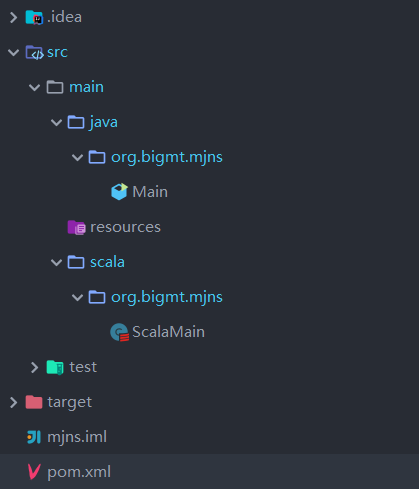 .idea
src
main
java
org.bigmt.mjns
Main
resources
scala
org.bigmt.mjns
ScalaMain
test
target
mjns.iml
pom.xml